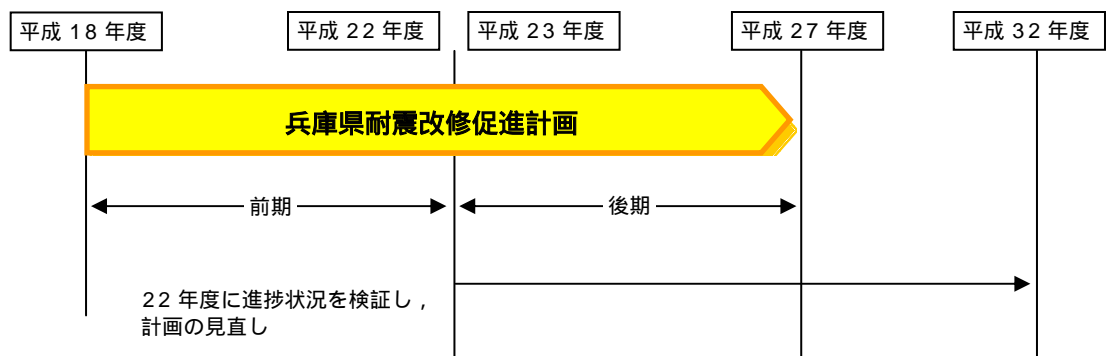 平成 18 年度
平成 22 年度
平成 23 年度
平成 27 年度
平成 32 年度
兵庫県耐震改修促進計画
前期
後期
22 年度に進捗状況を検証し，
計画の見直し